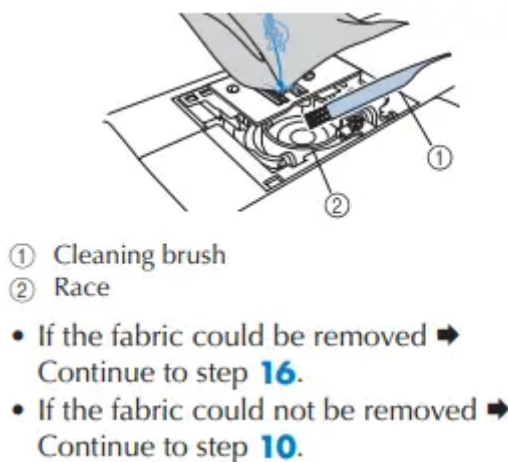 ①
②
① Cleaning brush
② Race
• If the fabric could be removed ➡
Continue to step 16.
• If the fabric could not be removed ➡
Continue to step 10.